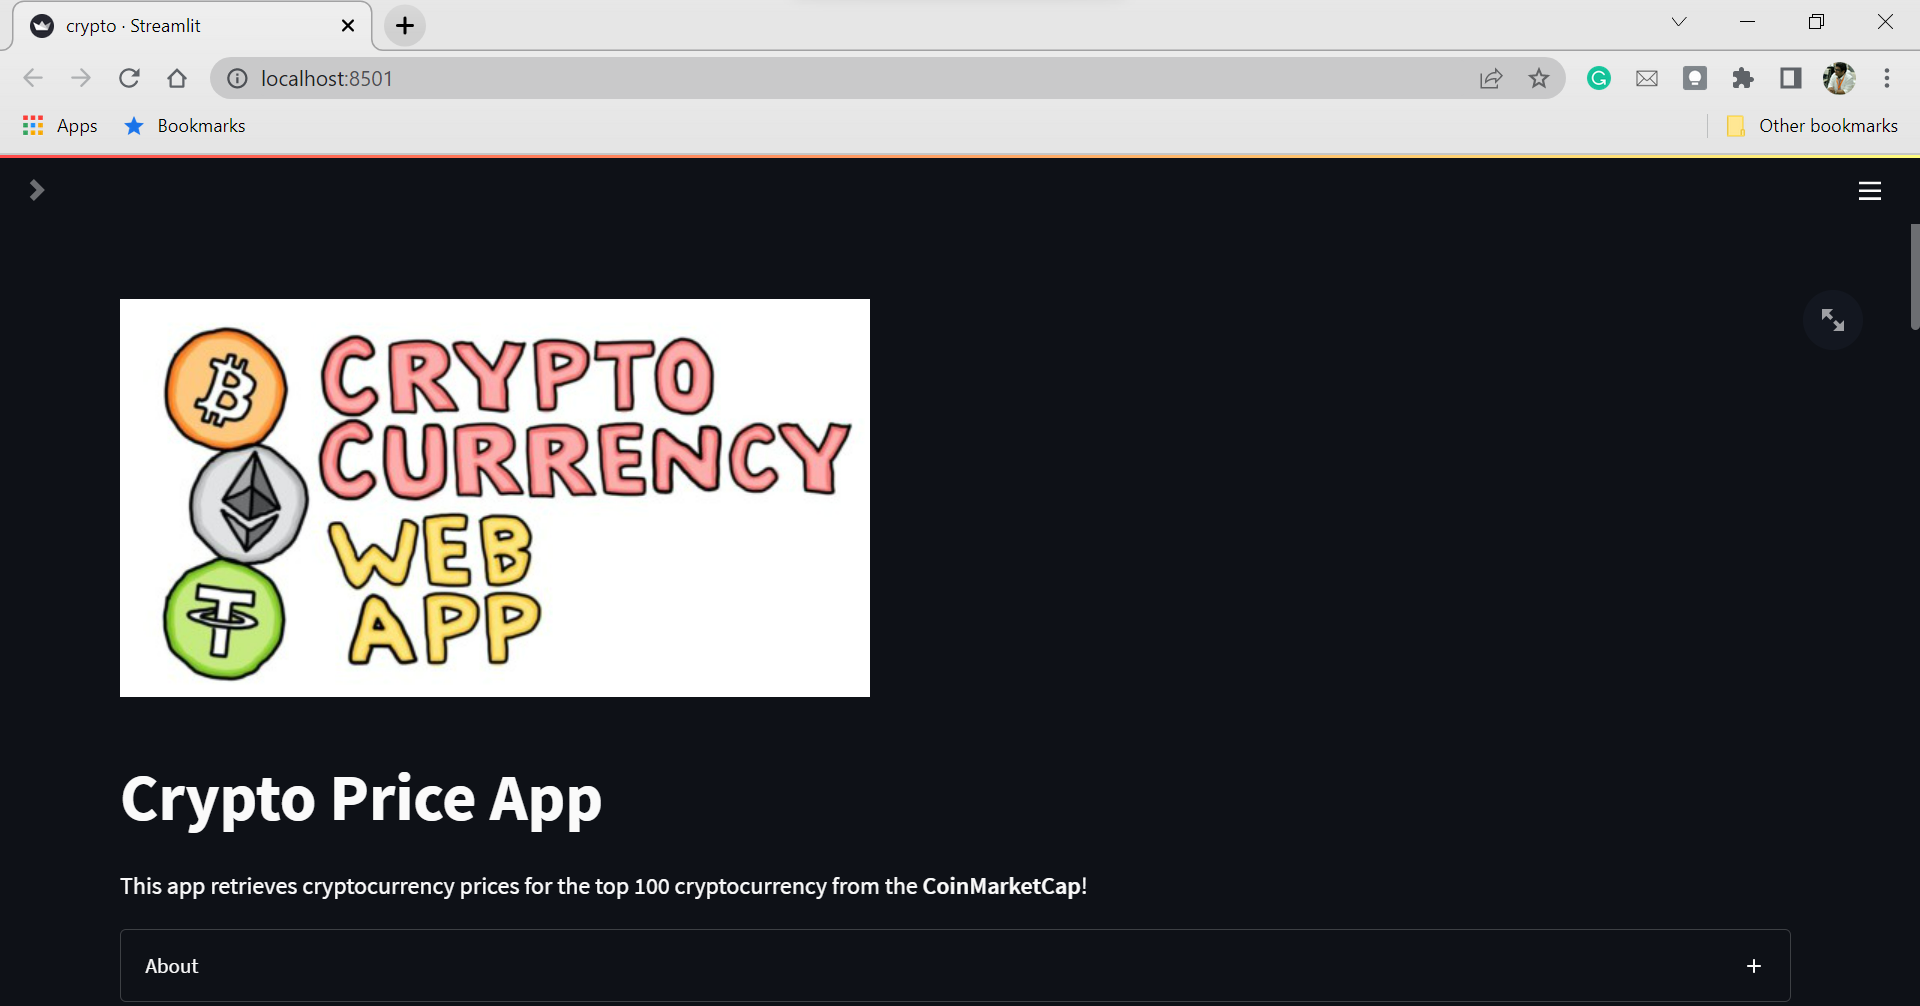 crypto · Streamlit
localhost:8501
Apps
Bookmarks
Other bookmarks
CRYPTO
CURRENCY
WEB
APP
Crypto Price App
This app retrieves cryptocurrency prices for the top 100 cryptocurrency from the CoinMarketCap!
About